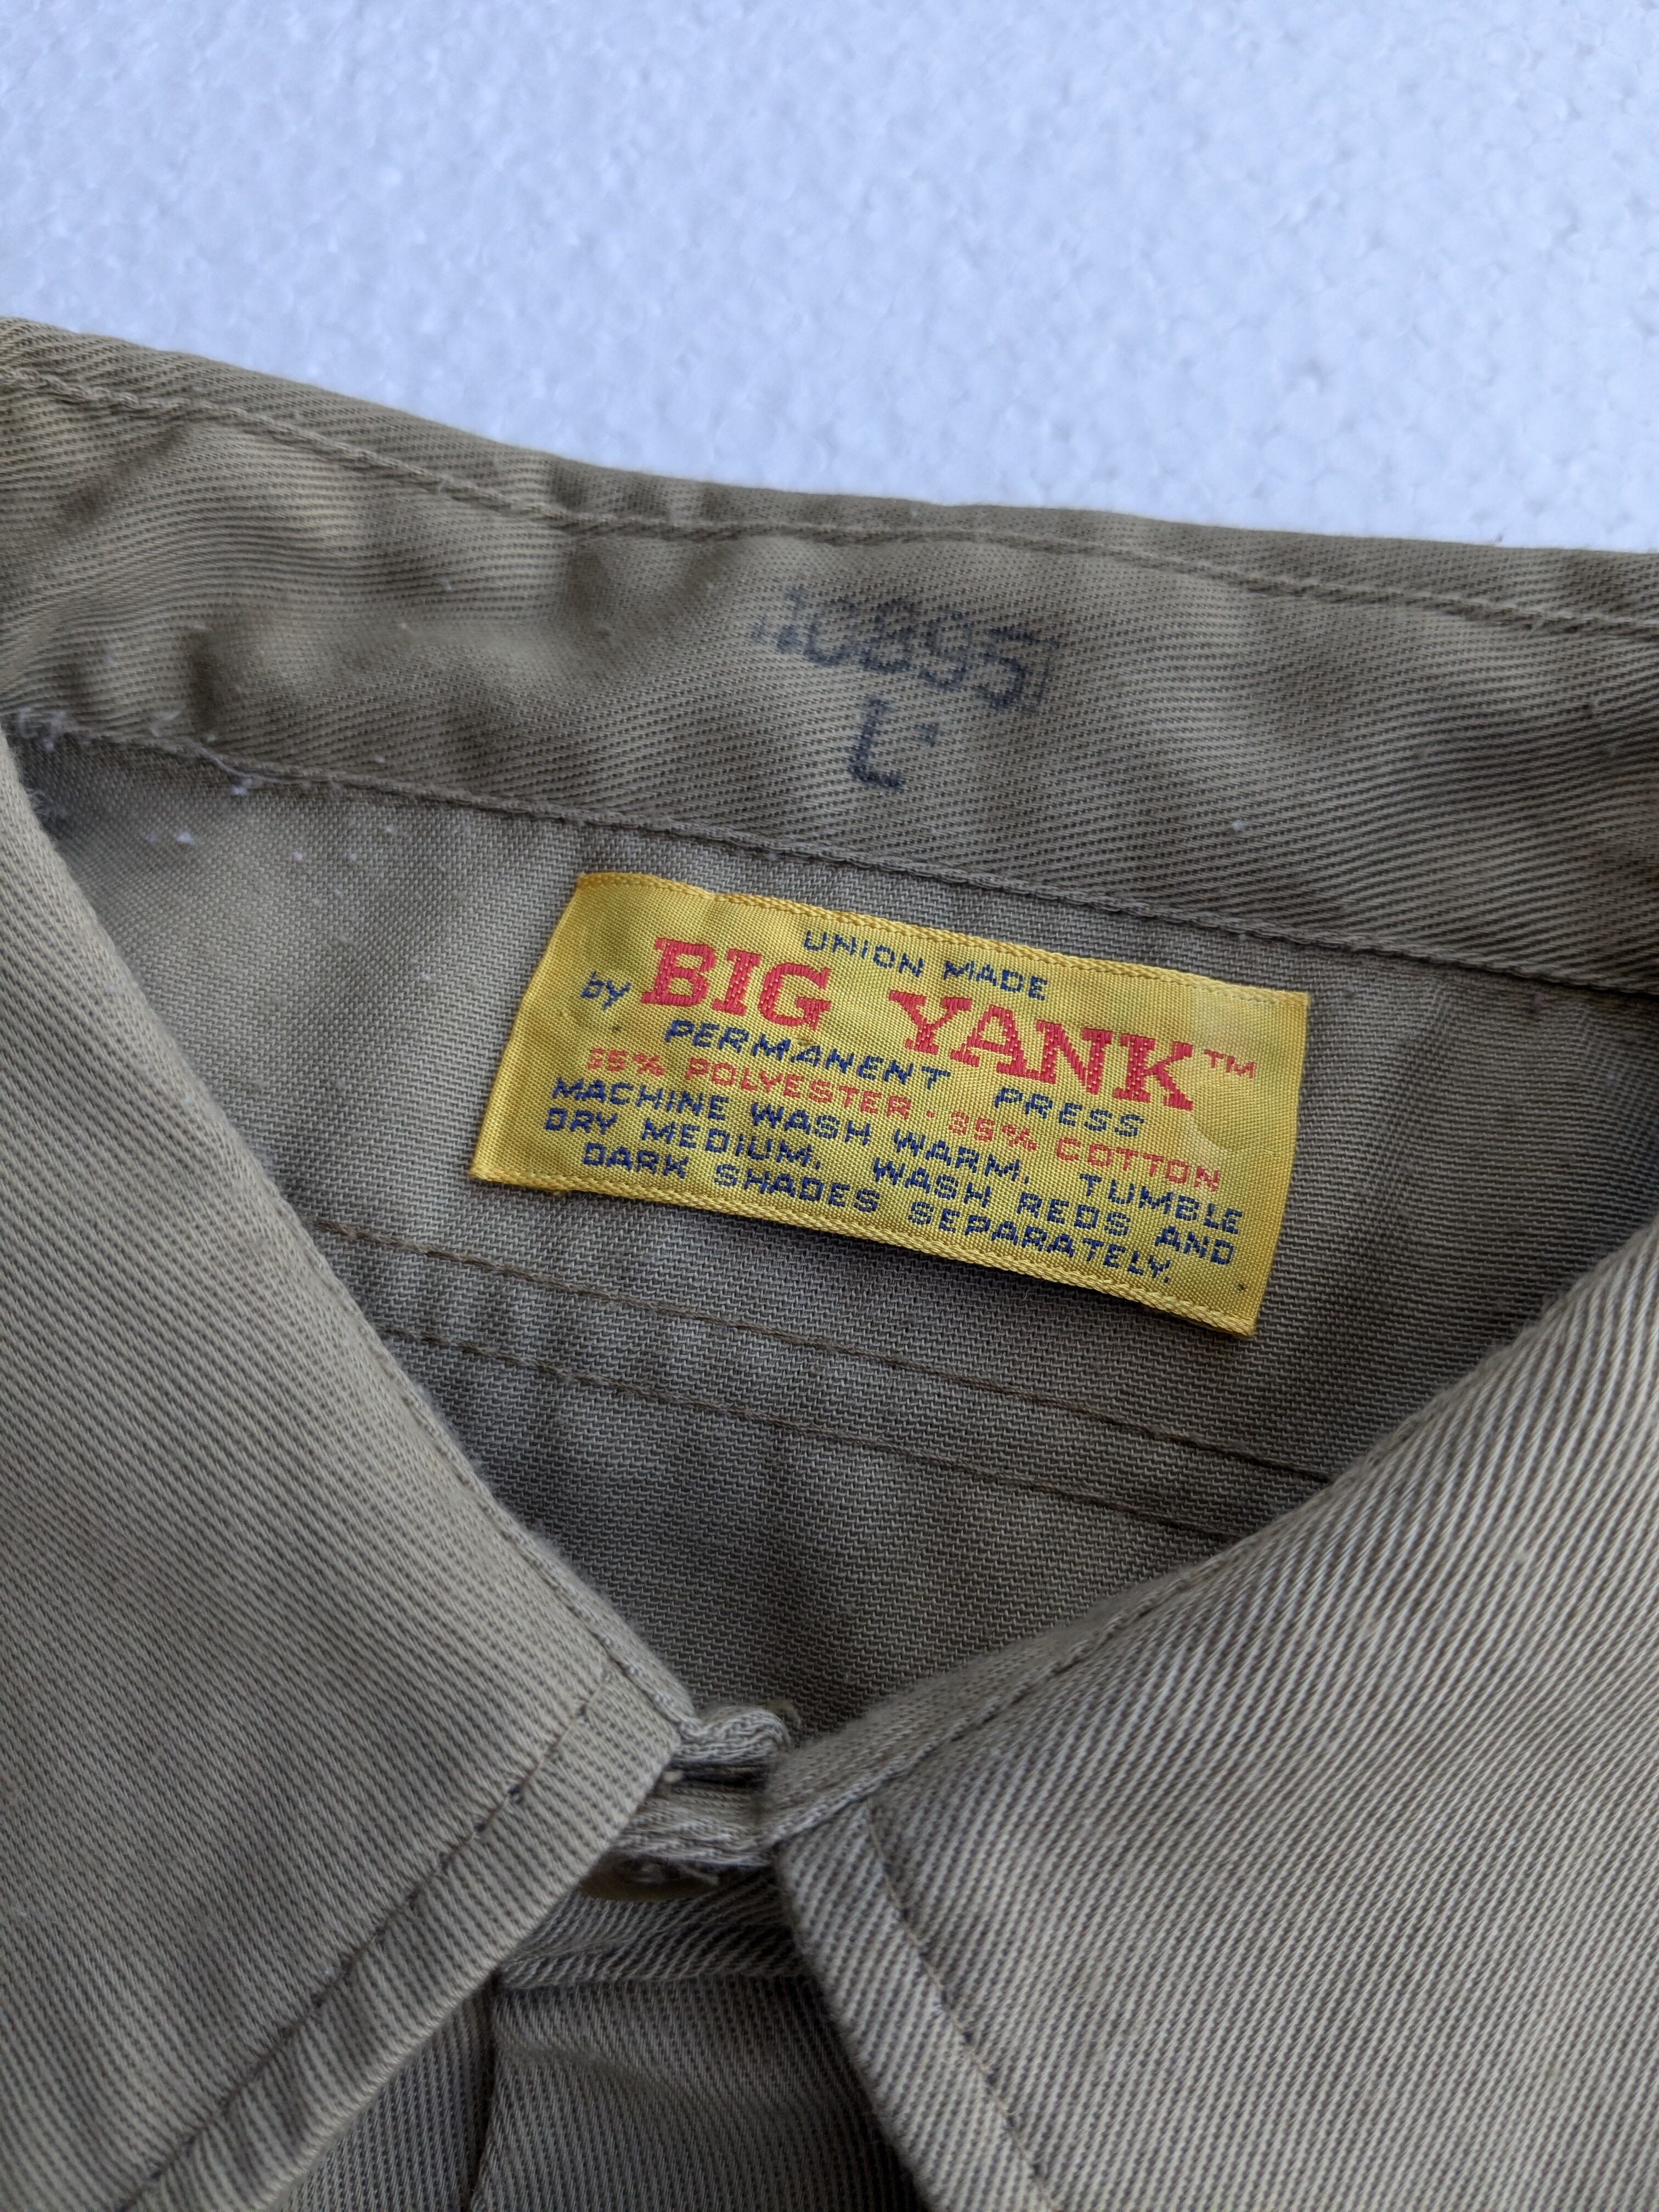 L
UNION MADE
by BIG YANK™
PERMANENT PRESS
65% POLYESTER · 35% COTTON
MACHINE WASH WARM. TUMBLE
DRY MEDIUM. WASH REDS AND
DARK SHADES SEPARATELY.